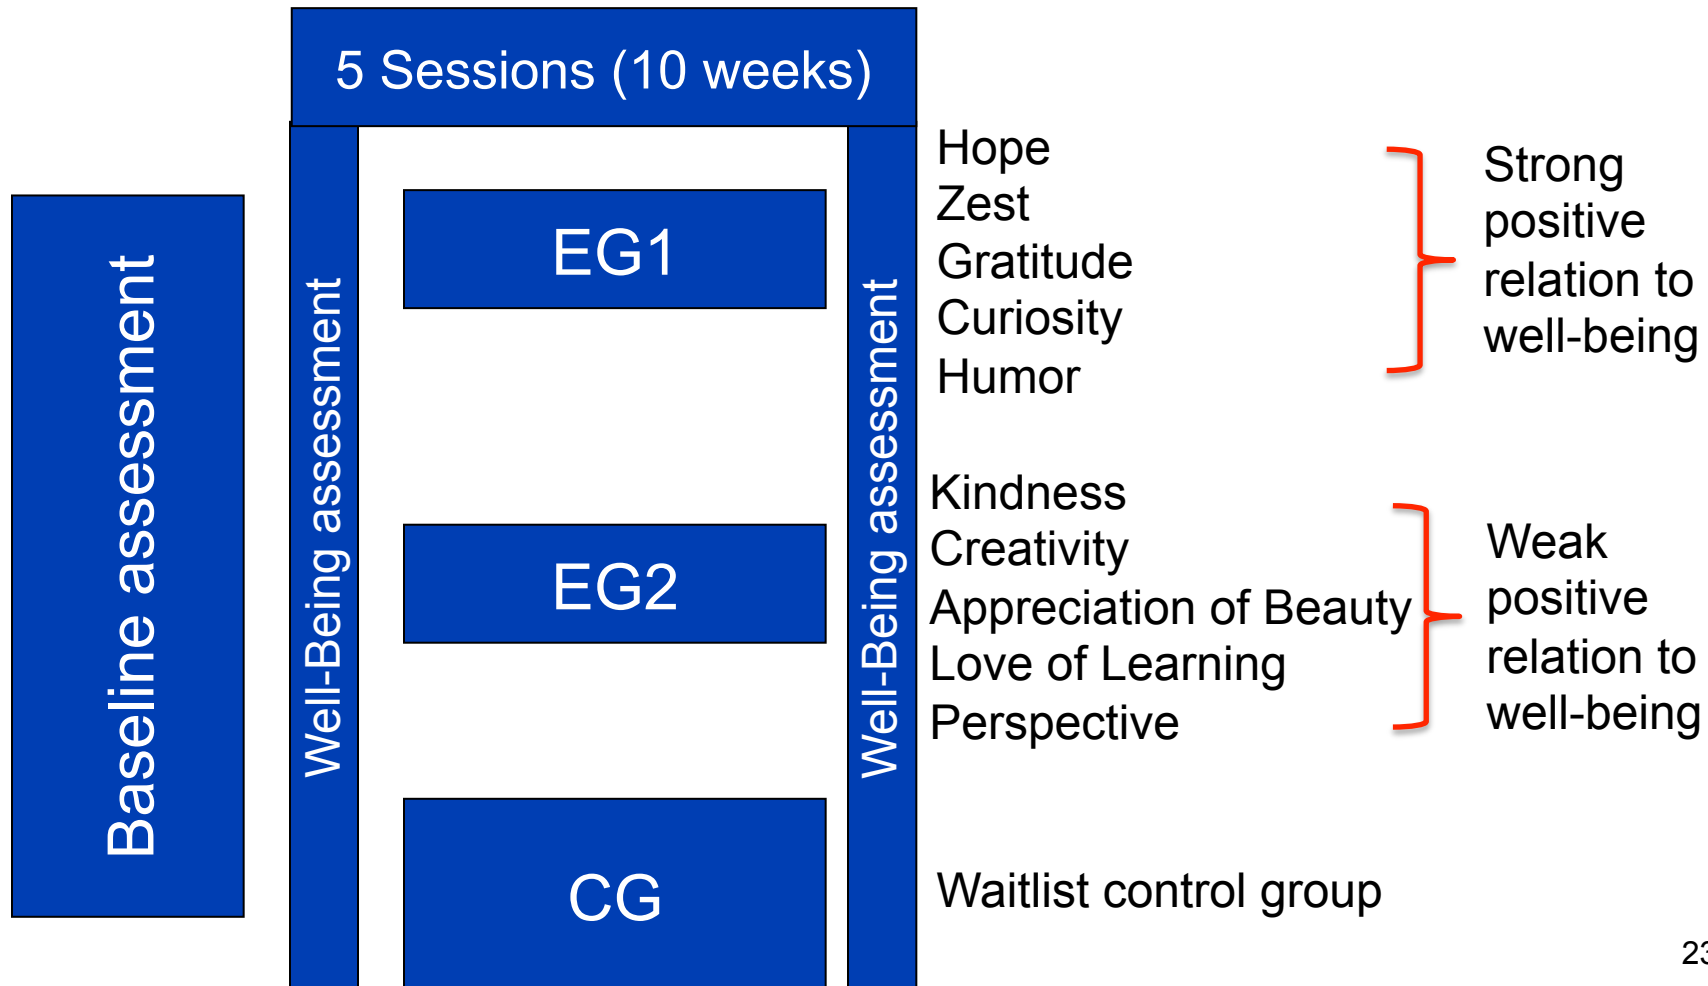 5 Sessions (10 weeks)
Baseline assessment
Well-Being assessment
EG1
EG2
CG
Well-Being assessment
Hope
Zest
Gratitude
Curiosity
Humor
Strong
positive
relation to
well-being
Kindness
Creativity
Appreciation of Beauty
Love of Learning
Perspective
Weak
positive
relation to
well-being
Waitlist control group
23